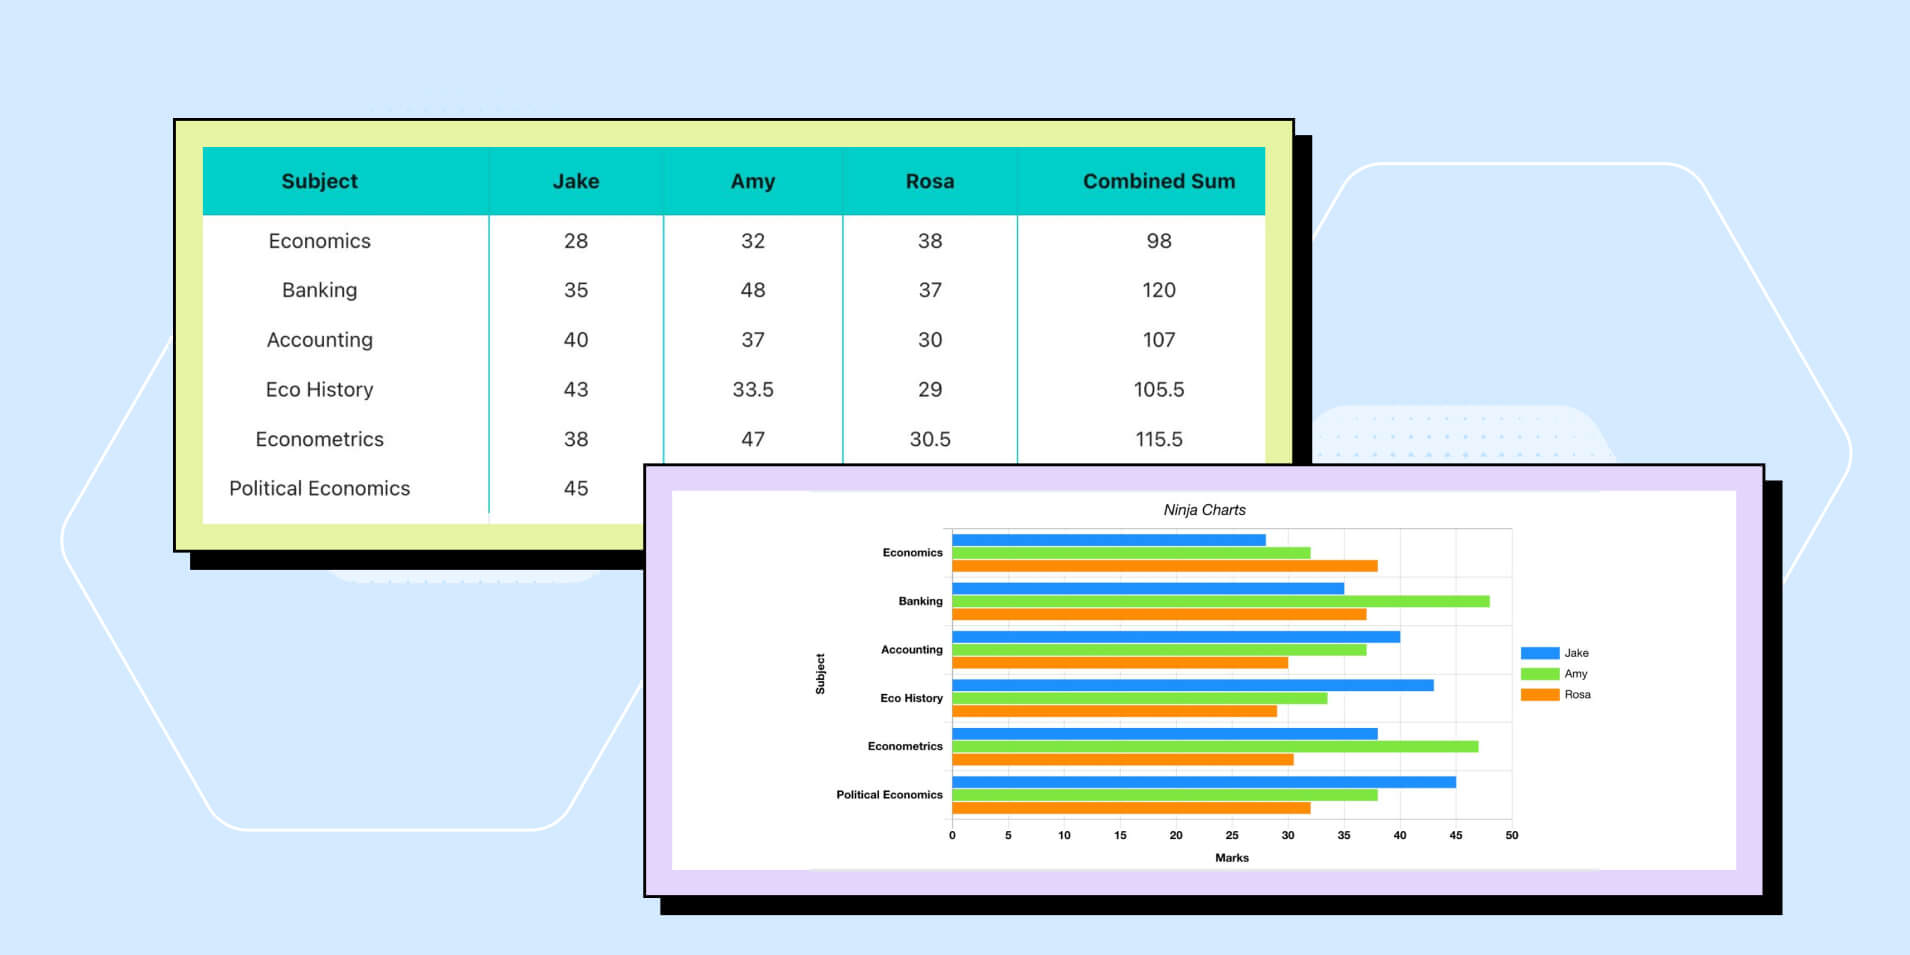 Subject Jake Amy Rosa Combined Sum
Economics 28 32 38 98
Banking 35 48 37 120
Accounting 40 37 30 107
Eco History 43 33.5 29 105.5
Econometrics 38 47 30.5 115.5
Political Economics 45
Ninja Charts
Subject
Economics
Banking
Accounting
Eco History
Econometrics
Political Economics
0 5 10 15 20 25 30 35 40 45 50
Marks
Jake
Amy
Rosa